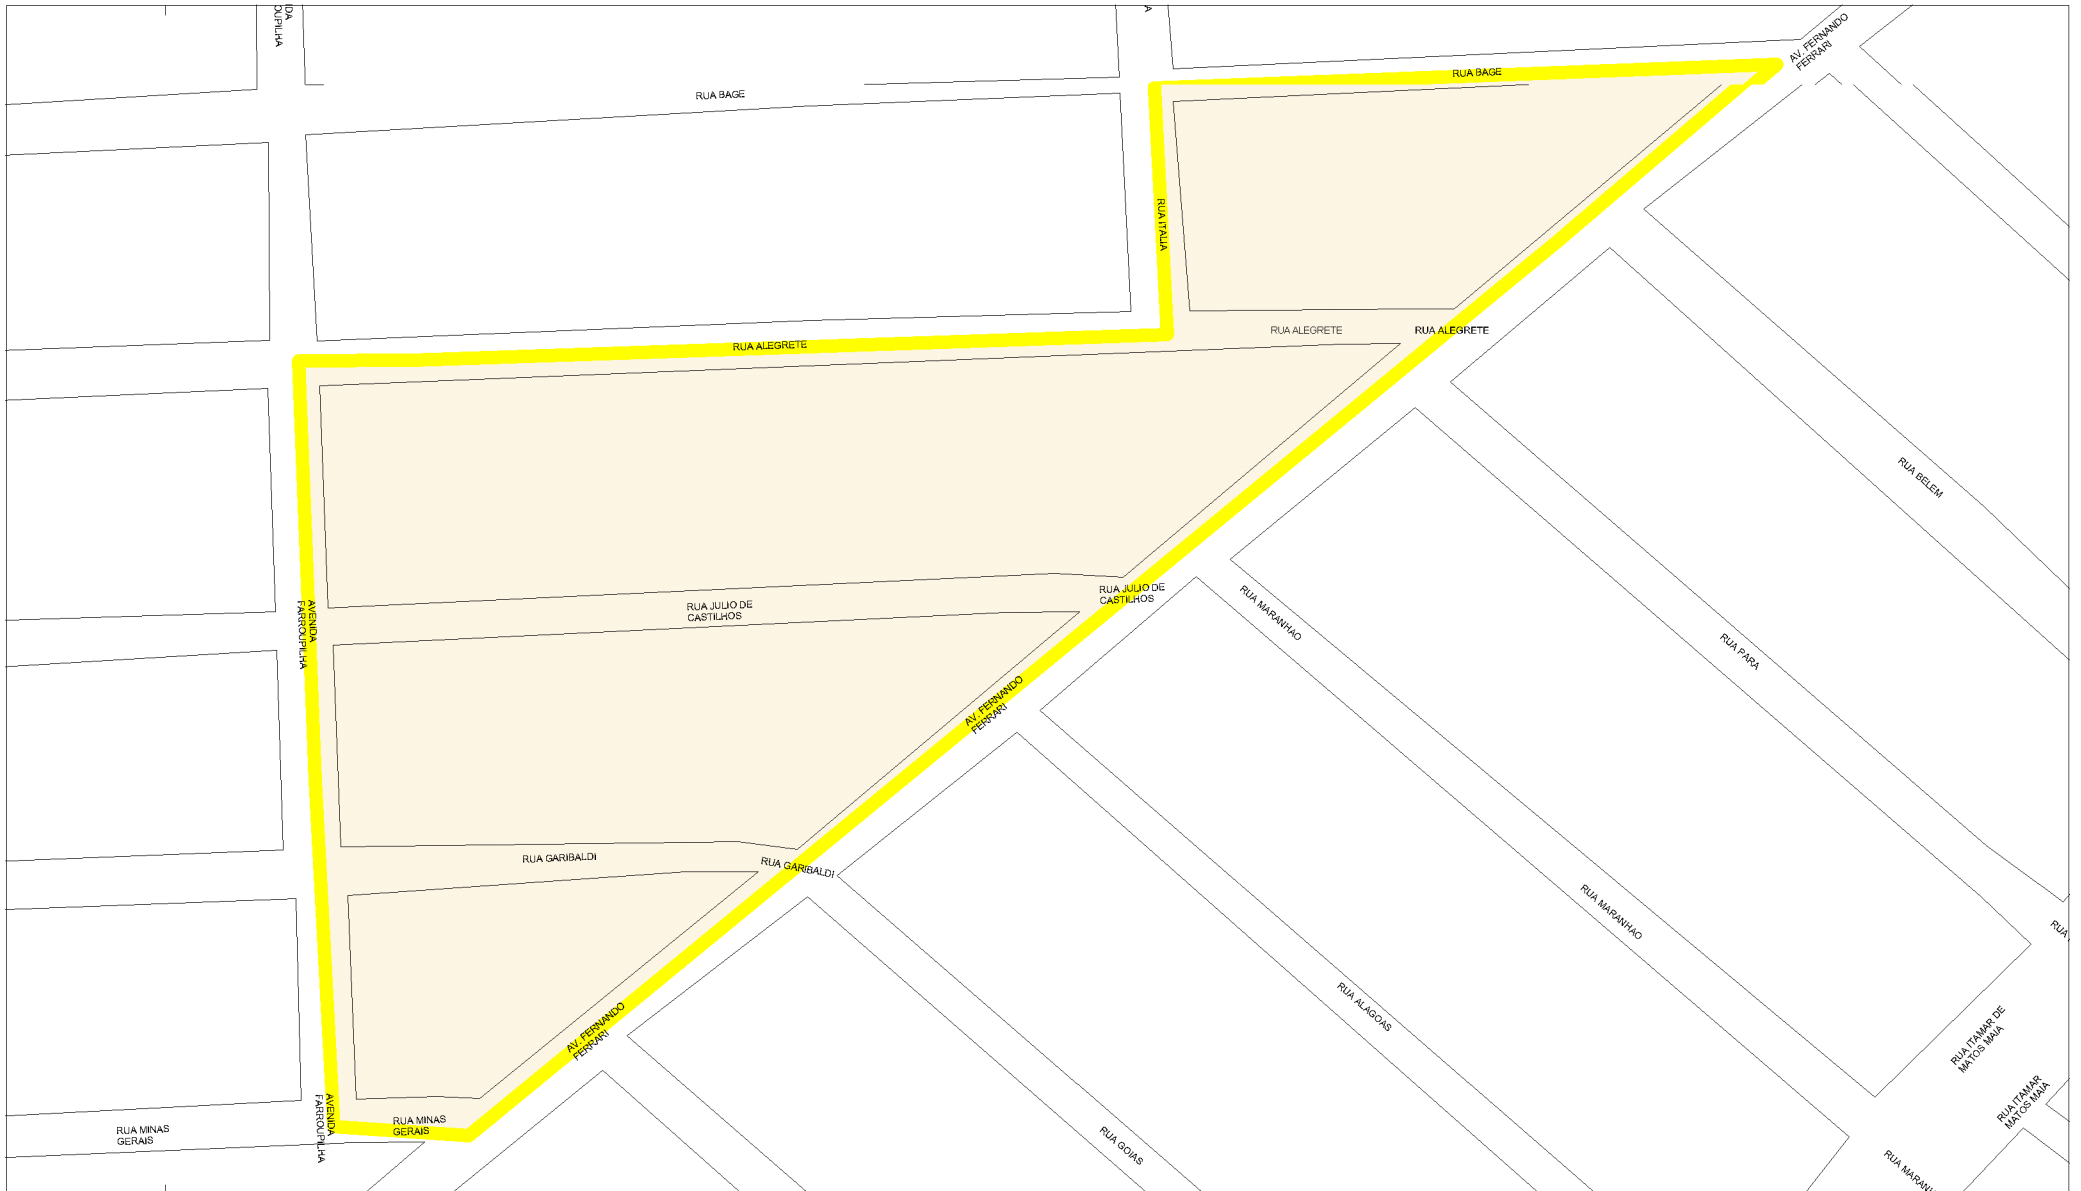 AV. FERNANDO
FERRARI
RUA BAGE
RUA BAGE
RUA ITALIA
RUA ALEGRETE
RUA ALEGRETE
RUA ALEGRETE
RUA BELEM
AVENIDA
FARROUPILHA
RUA JULIO DE
CASTILHOS
RUA JULIO DE
CASTILHOS
RUA MARANHAO
RUA PARA
AV. FERNANDO
FERRARI
RUA GARIBALDI
RUA GARIBALDI
RUA MARANHAO
RUA
AV. FERNANDO
FERRARI
RUA ALAGOAS
RUA ITAMAR DE
MATOS MAIA
RUA ITAMAR
MATOS MAIA
AVENIDA
FARROUPILHA
RUA MINAS
GERAIS
RUA MINAS
GERAIS
RUA GOIAS
RUA